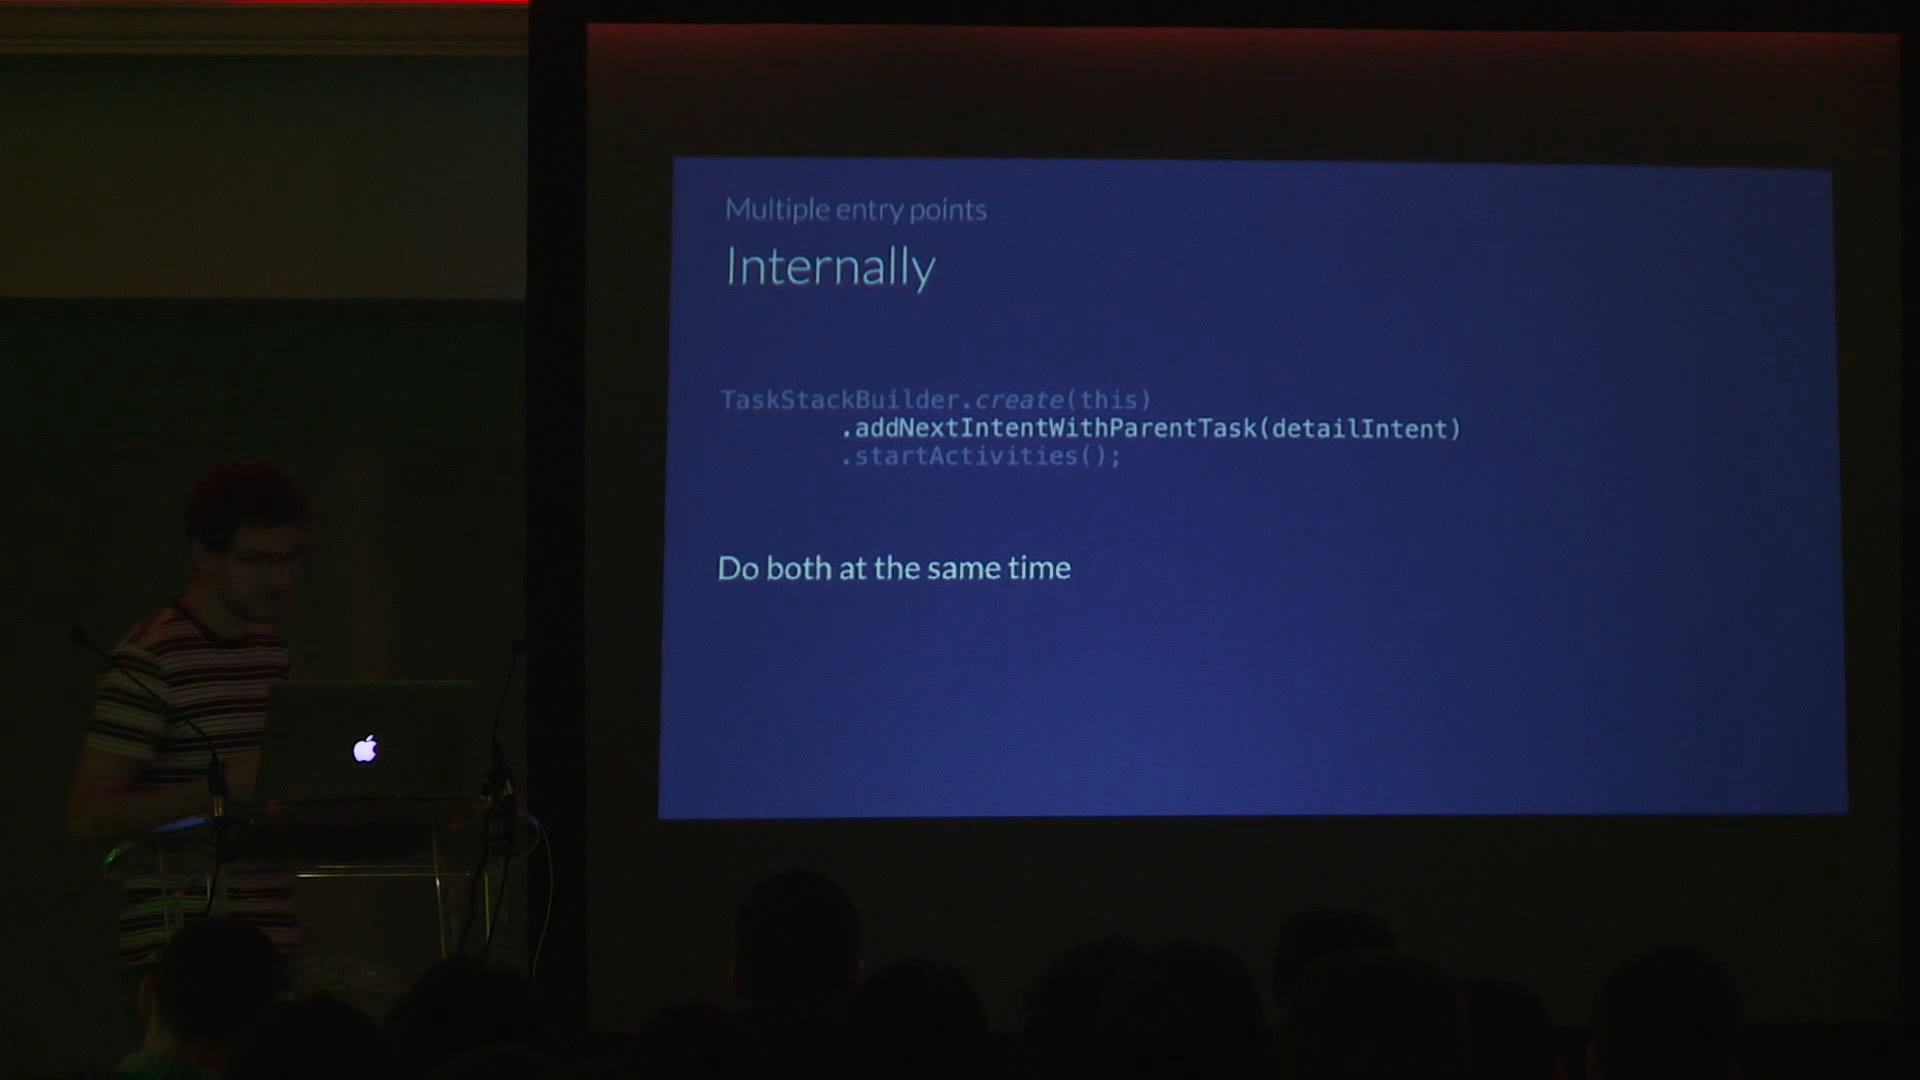 Multiple entry points
Internally
TaskStackBuilder.create(this)
.addNextIntentWithParentTask(detailIntent)
.startActivities();
Do both at the same time